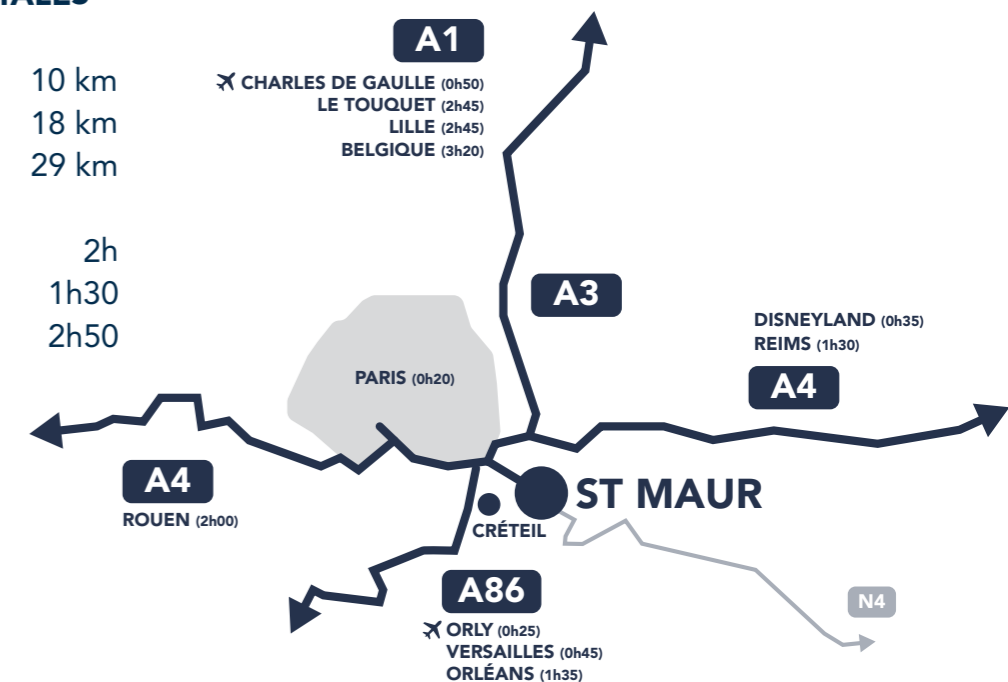 10 km
18 km
29 km
2h
1h30
2h50
A1
CHARLES DE GAULLE (0h50)
LE TOUQUET (2h45)
LILLE (2h45)
BELGIQUE (3h20)
A3
DISNEYLAND (0h35)
REIMS (1h30)
A4
PARIS (0h20)
A4
ROUEN (2h00)
ST MAUR
CRÉTEIL
A86
ORLY (0h25)
VERSAILLES (0h45)
ORLÉANS (1h35)
N4